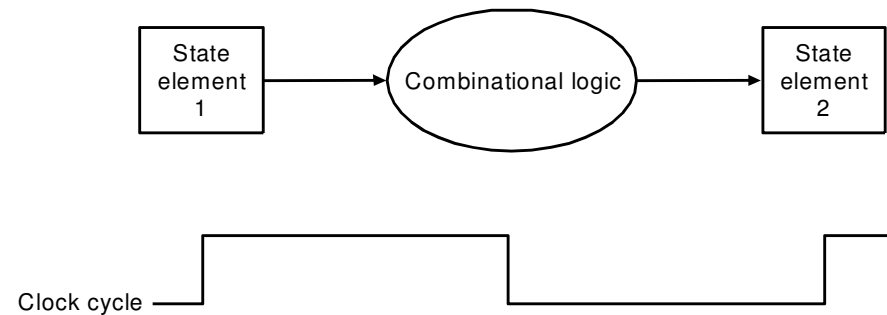 State
element
1
Combinational logic
State
element
2
Clock cycle